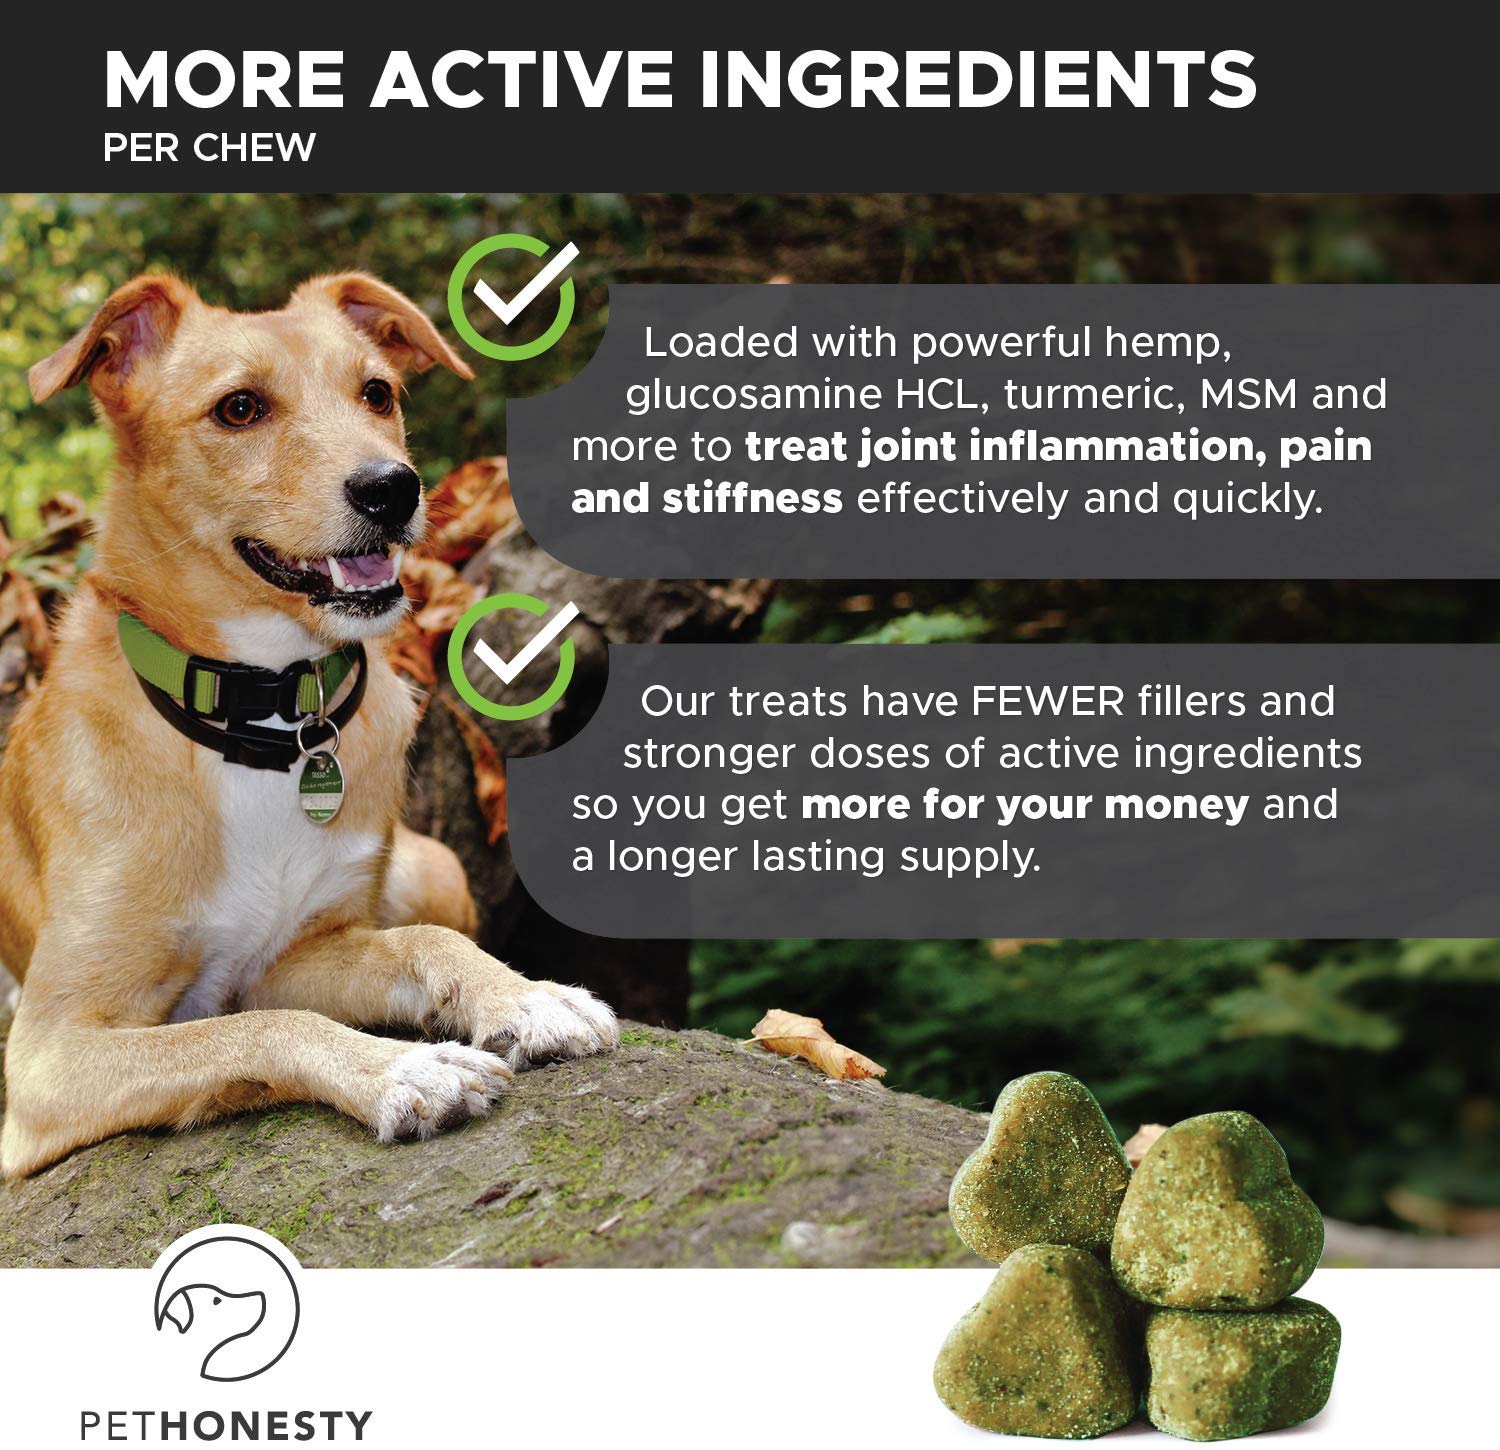 MORE ACTIVE INGREDIENTS
PER CHEW
Loaded with powerful hemp,
glucosamine HCL, turmeric, MSM and
more to treat joint inflammation, pain
and stiffness effectively and quickly.
Our treats have FEWER fillers and
stronger doses of active ingredients
so you get more for your money and
a longer lasting supply.
TASSO
PETHONESTY